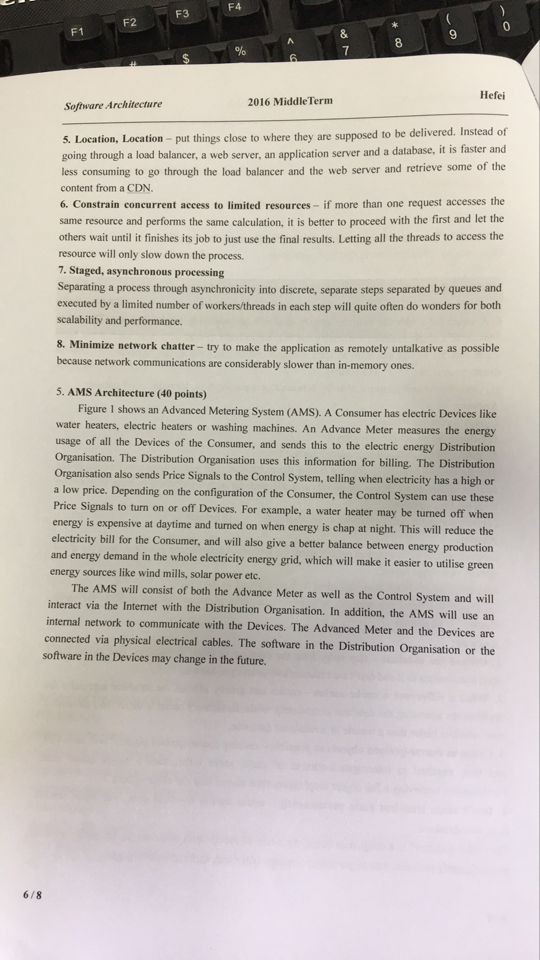 F1 F2 F3 F4
# $ % ^ 6 & 7 * 8 ( 9 ) 0
Software Architecture 2016 MiddleTerm Hefei
5. Location, Location – put things close to where they are supposed to be delivered. Instead of
going through a load balancer, a web server, an application server and a database, it is faster and
less consuming to go through the load balancer and the web server and retrieve some of the
content from a CDN.
6. Constrain concurrent access to limited resources – if more than one request accesses the
same resource and performs the same calculation, it is better to proceed with the first and let the
others wait until it finishes its job to just use the final results. Letting all the threads to access the
resource will only slow down the process.
7. Staged, asynchronous processing
Separating a process through asynchronicity into discrete, separate steps separated by queues and
executed by a limited number of workers/threads in each step will quite often do wonders for both
scalability and performance.
8. Minimize network chatter – try to make the application as remotely untalkative as possible
because network communications are considerably slower than in-memory ones.
5. AMS Architecture (40 points)
Figure 1 shows an Advanced Metering System (AMS). A Consumer has electric Devices like
water heaters, electric heaters or washing machines. An Advance Meter measures the energy
usage of all the Devices of the Consumer, and sends this to the electric energy Distribution
Organisation. The Distribution Organisation uses this information for billing. The Distribution
Organisation also sends Price Signals to the Control System, telling when electricity has a high or
a low price. Depending on the configuration of the Consumer, the Control System can use these
Price Signals to turn on or off Devices. For example, a water heater may be turned off when
energy is expensive at daytime and turned on when energy is chap at night. This will reduce the
electricity bill for the Consumer, and will also give a better balance between energy production
and energy demand in the whole electricity energy grid, which will make it easier to utilise green
energy sources like wind mills, solar power etc.
The AMS will consist of both the Advance Meter as well as the Control System and will
interact via the Internet with the Distribution Organisation. In addition, the AMS will use an
internal network to communicate with the Devices. The Advanced Meter and the Devices are
connected via physical electrical cables. The software in the Distribution Organisation or the
software in the Devices may change in the future.
6 / 8